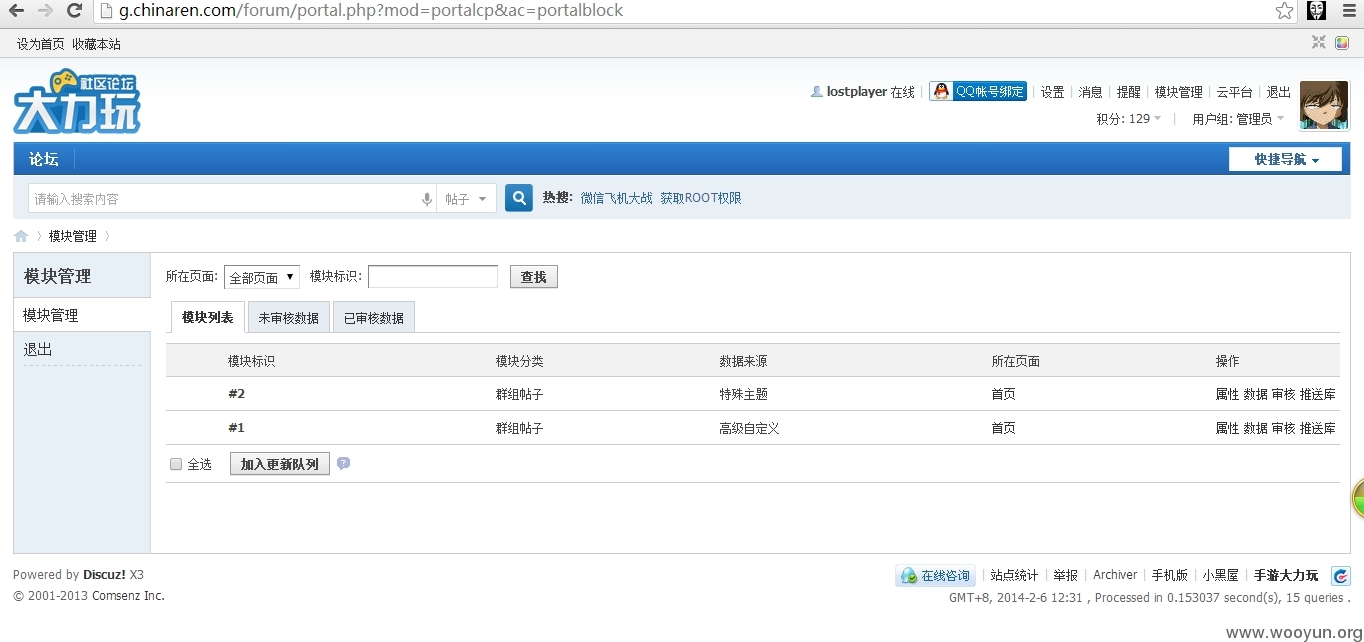 g.chinaren.com/forum/portal.php?mod=portalcp&ac=portalblock
设为首页 收藏本站
社区论坛
大力玩
lostplayer 在线 QQ帐号绑定 设置 消息 提醒 模块管理 云平台 退出
积分: 129 用户组: 管理员
论坛 快捷导航
请输入搜索内容 帖子 热搜: 微信飞机大战 获取ROOT权限
模块管理
模块管理 所在页面: 全部页面 模块标识: 查找
模块管理
退出
模块列表 未审核数据 已审核数据
模块标识 模块分类 数据来源 所在页面 操作
#2 群组帖子 特殊主题 首页 属性 数据 审核 推送库
#1 群组帖子 高级自定义 首页 属性 数据 审核 推送库
全选 加入更新队列 ?
Powered by Discuz! X3 在线咨询 站点统计 举报 Archiver 手机版 小黑屋 手游大力玩
© 2001-2013 Comsenz Inc. GMT+8, 2014-2-6 12:31 , Processed in 0.153037 second(s), 15 queries .
www.wooyun.org